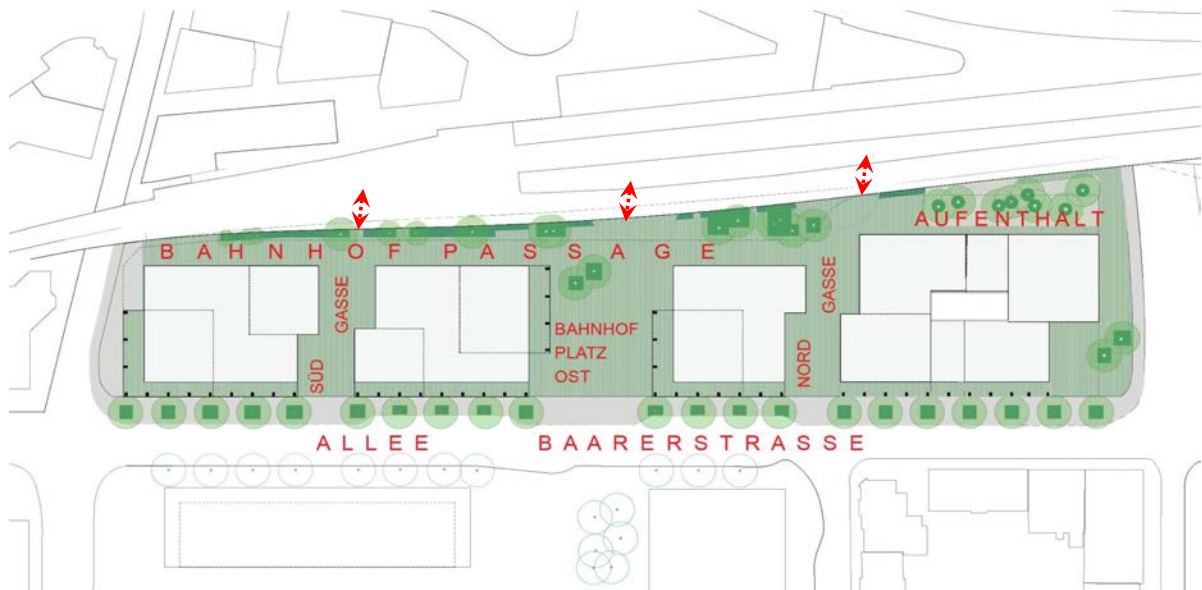 AUFENTHALT
BAHNHOF PASSAGE
GASSE
SÜD
BAHNHOF
PLATZ
OST
GASSE
NORD
ALLEE BAARERSTRASSE